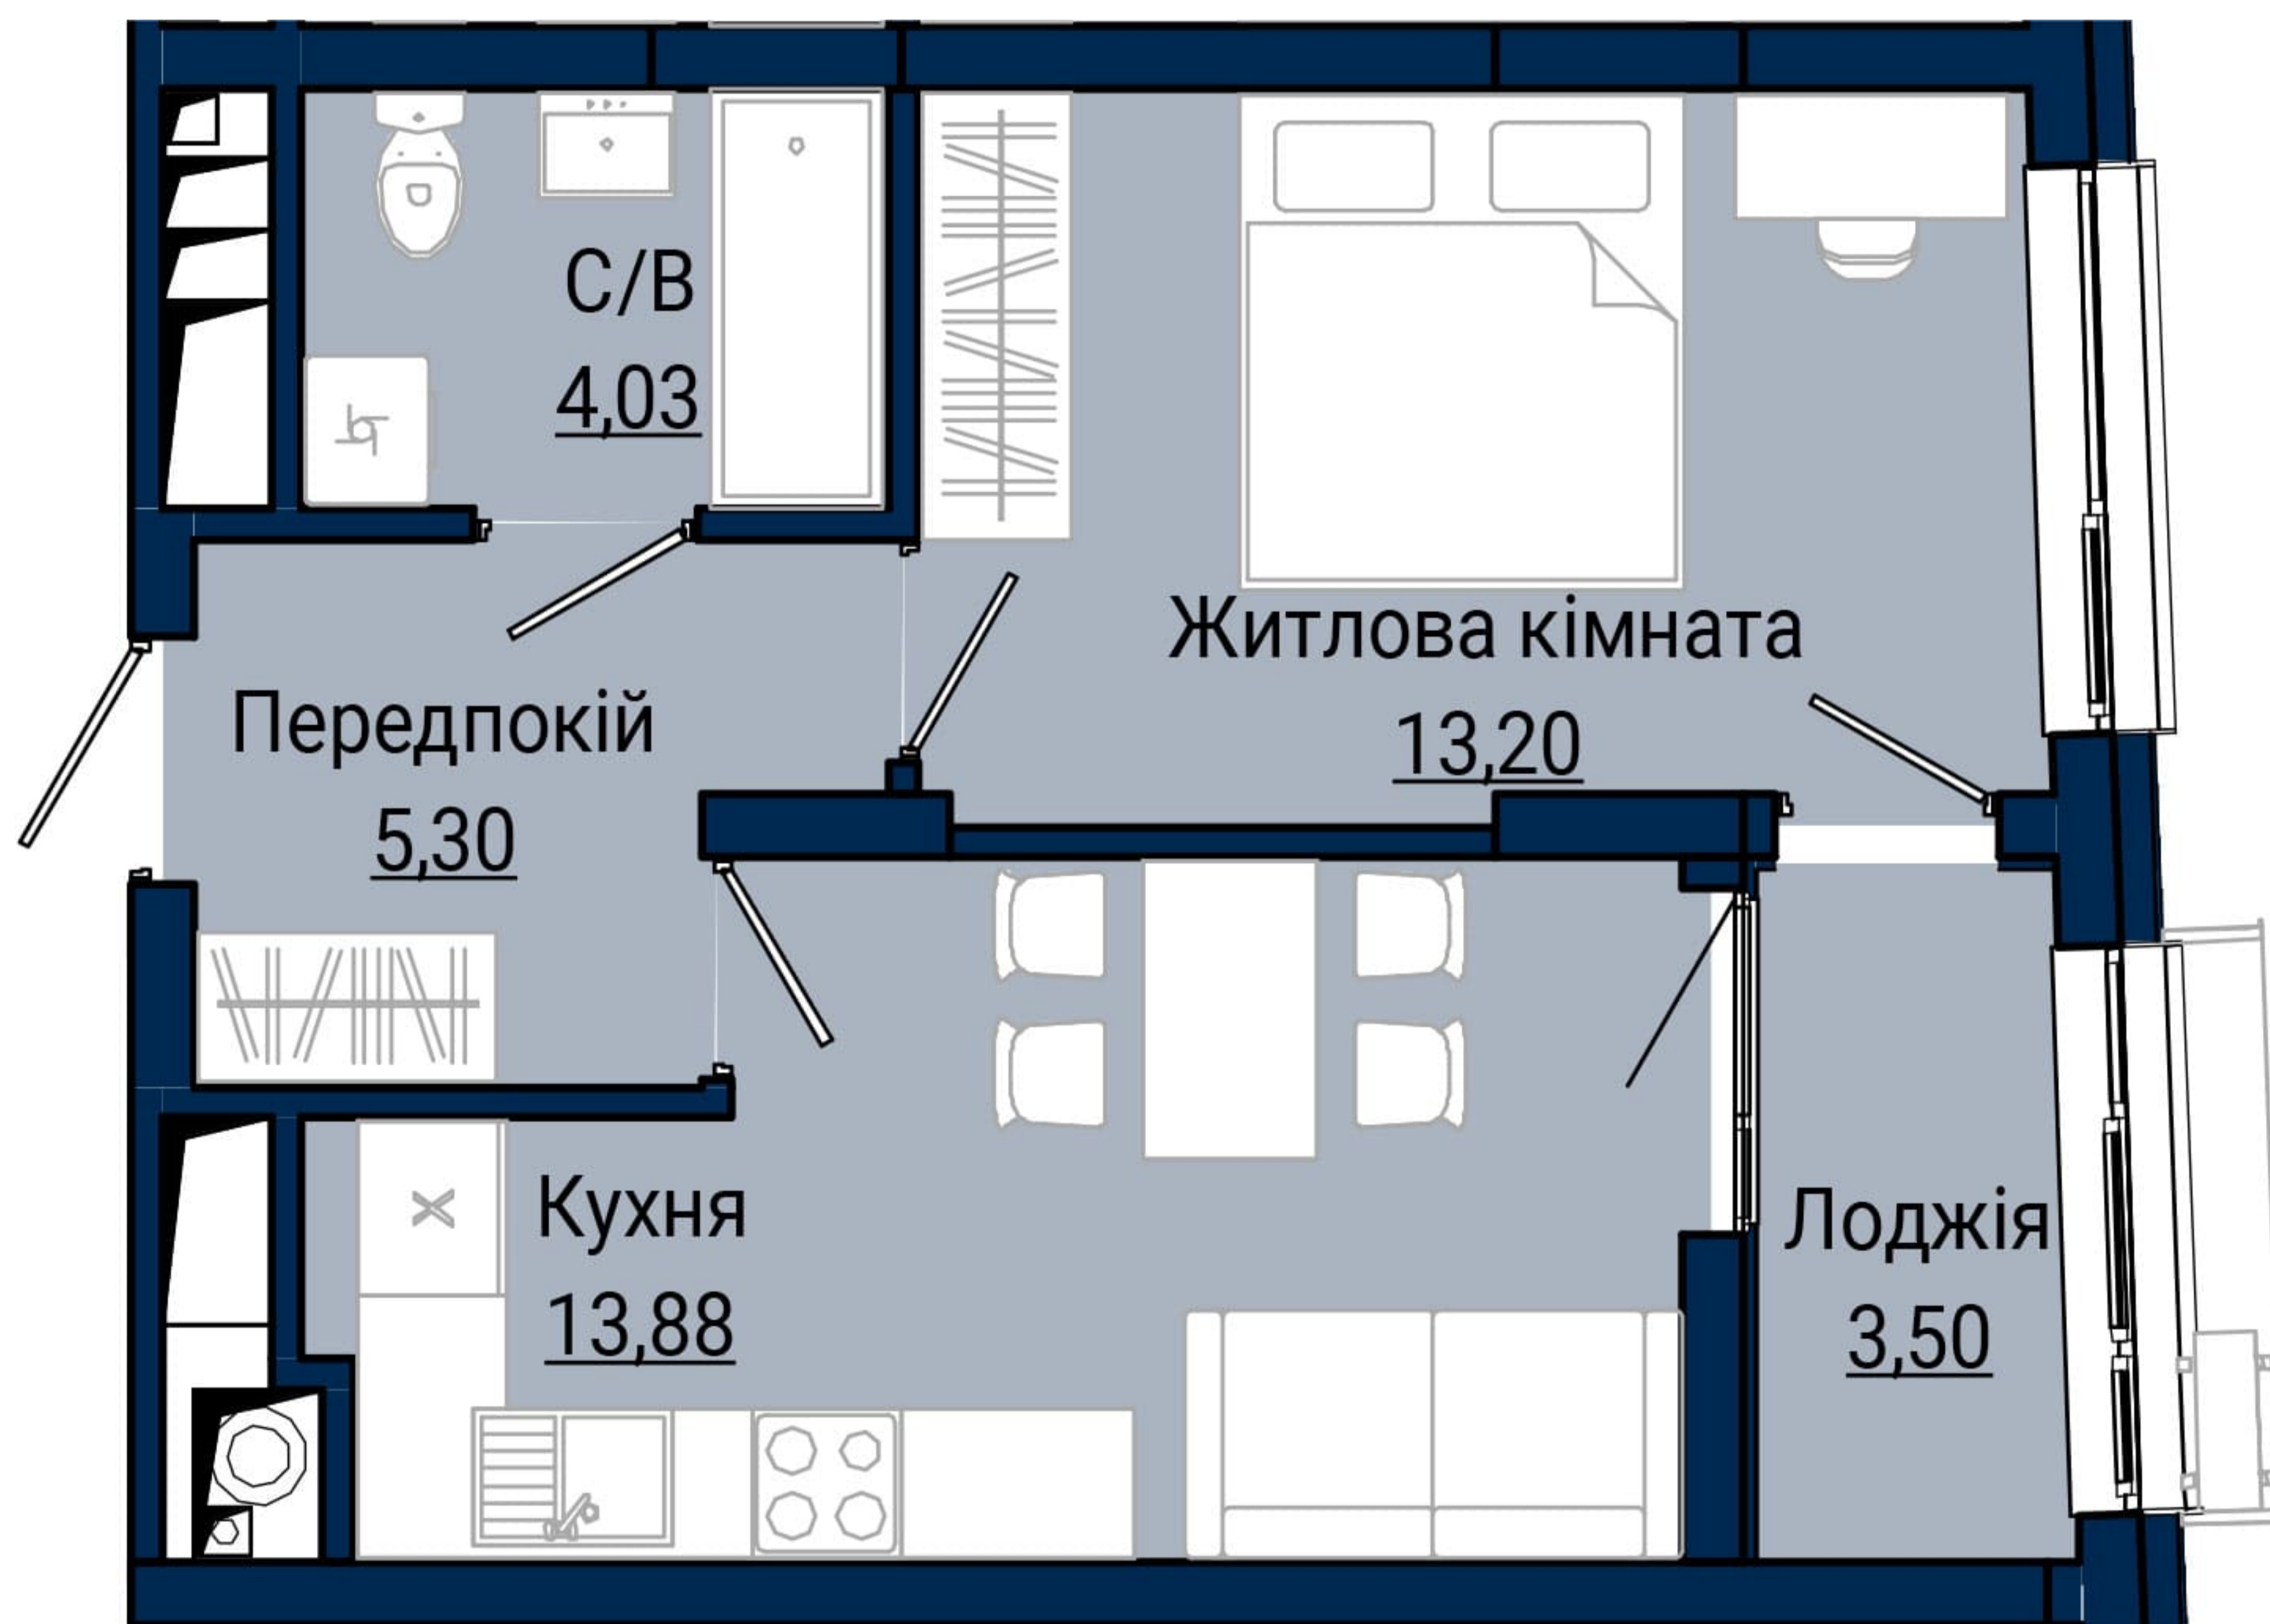 С/В
4,03
Житлова кімната
13,20
Передпокій
5,30
Кухня
13,88
Лоджія
3,50